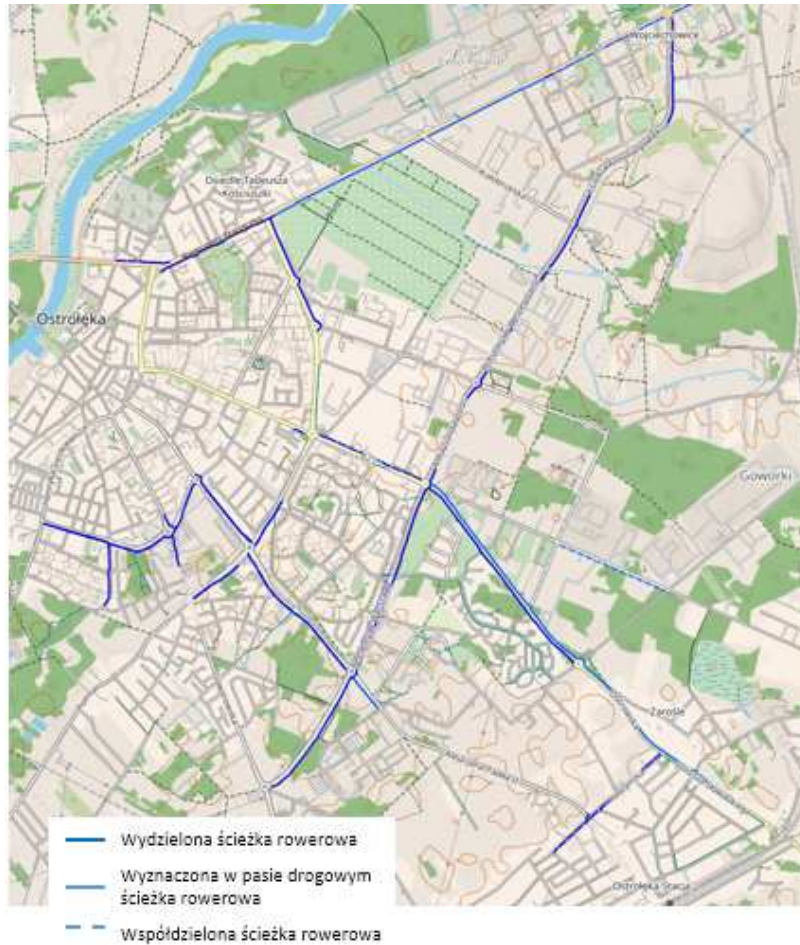 Wojciechowice
Osiedle Tadeusza
Kościuszki
Ostrołęka
Goworki
Zarośle
Ostrołęka Stacja
Wydzielona ścieżka rowerowa
Wyznaczona w pasie drogowym
ścieżka rowerowa
Współdzielona ścieżka rowerowa